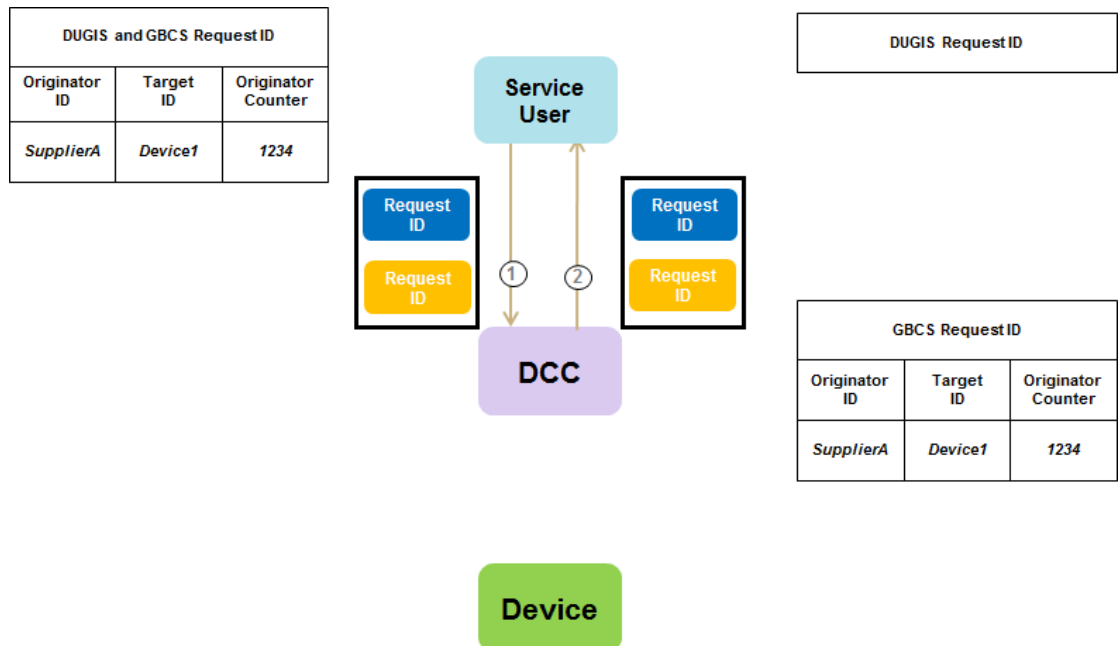 DUGIS and GBCS Request ID
Originator
ID
Target
ID
Originator
Counter
SupplierA
Device1
1234
Service
User
DUGIS Request ID
Request
ID
Request
ID
1
2
Request
ID
Request
ID
DCC
GBCS Request ID
Originator
ID
Target
ID
Originator
Counter
SupplierA
Device1
1234
Device